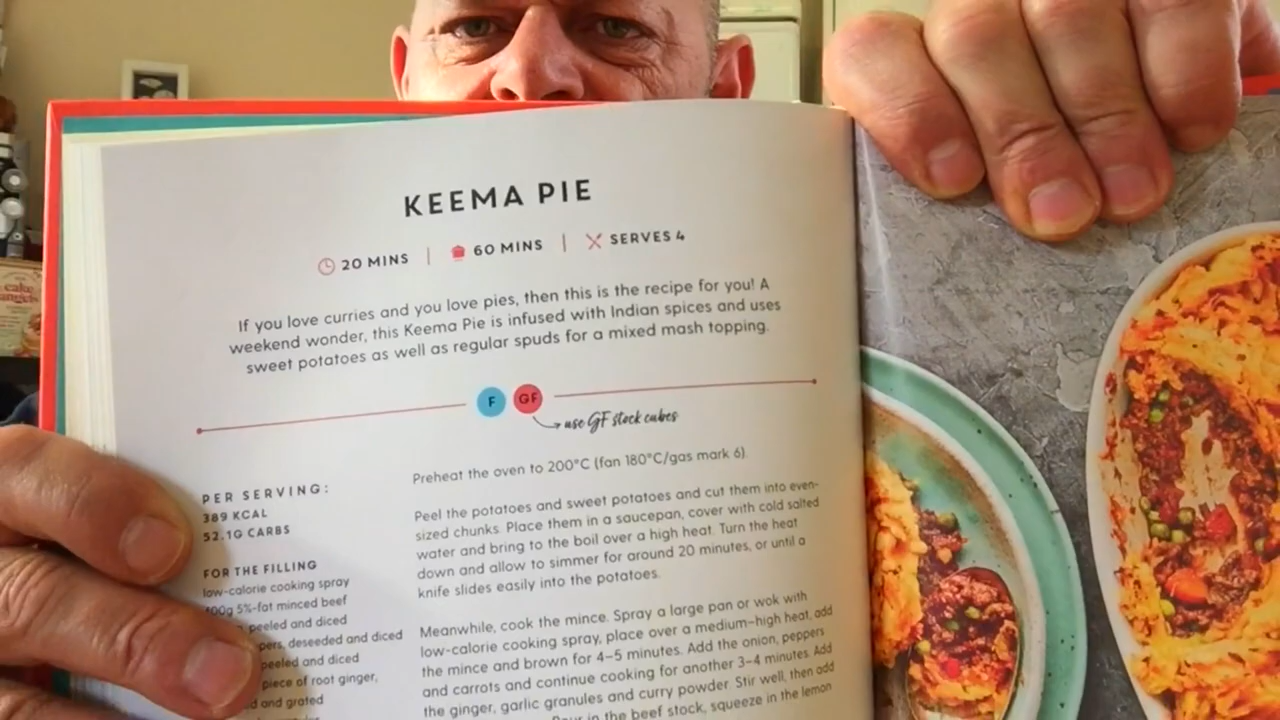 KEEMA PIE
20 MINS | 60 MINS | SERVES 4
If you love curries and you love pies, then this is the recipe for you! A
weekend wonder, this Keema Pie is infused with Indian spices and uses
sweet potatoes as well as regular spuds for a mixed mash topping.
F GF
use GF stock cubes
PER SERVING:
389 KCAL
52.1G CARBS
FOR THE FILLING
low-calorie cooking spray
5%-fat minced beef
peeled and diced
deseeded and diced
peeled and diced
piece of root ginger,
and grated
Preheat the oven to 200°C (fan 180°C/gas mark 6).
Peel the potatoes and sweet potatoes and cut them into even-
sized chunks. Place them in a saucepan, cover with cold salted
water and bring to the boil over a high heat. Turn the heat
down and allow to simmer for around 20 minutes, or until a
knife slides easily into the potatoes.
Meanwhile, cook the mince. Spray a large pan or wok with
low-calorie cooking spray, place over a medium-high heat, add
the mince and brown for 4–5 minutes. Add the onion, peppers
and carrots and continue cooking for another 3–4 minutes. Add
the ginger, garlic granules and curry powder. Stir well, then add
in the beef stock, squeeze in the lemon
cake
angels